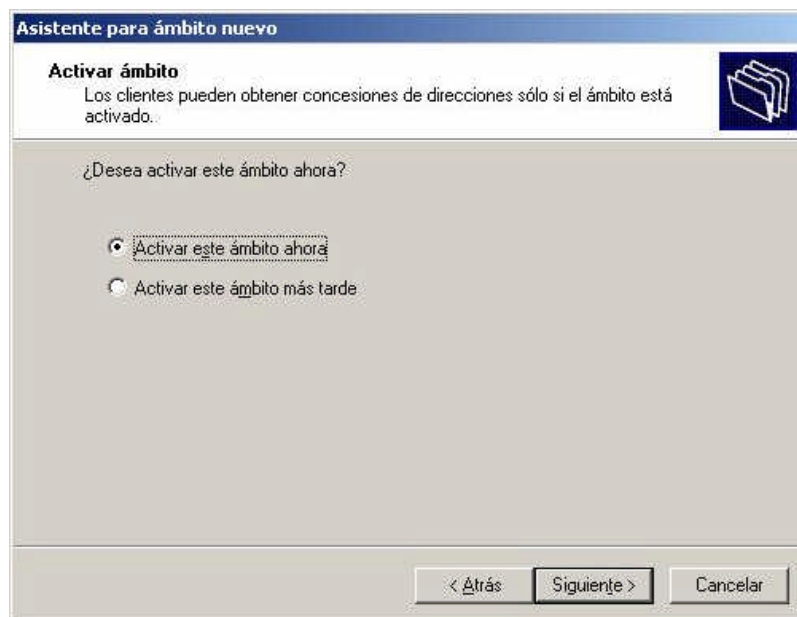 Asistente para ámbito nuevo
Activar ámbito
Los clientes pueden obtener concesiones de direcciones sólo si el ámbito está
activado.
¿Desea activar este ámbito ahora?
Activar este ámbito ahora
Activar este ámbito más tarde
< Atrás Siguiente > Cancelar